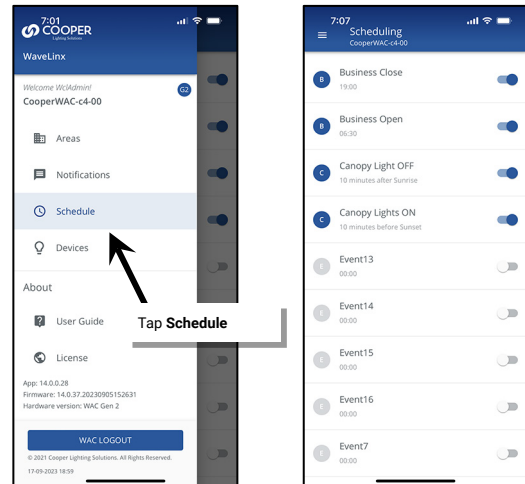 7:01
COOPER
Lighting Solutions
WaveLinx
Welcome WclAdmin!
CooperWAC-c4-00
G2
Areas
Notifications
Schedule
Devices
About
User Guide
License
App: 14.0.0.28
Firmware: 14.0.37.20230905152631
Hardware version: WAC Gen 2
WAC LOGOUT
© 2021 Cooper Lighting Solutions. All Rights Reserved.
17-09-2023 18:59
Tap Schedule
7:07
Scheduling
CooperWAC-c4-00
B
Business Close
19:00
B
Business Open
06:30
C
Canopy Light OFF
10 minutes after Sunrise
C
Canopy Lights ON
10 minutes before Sunset
E
Event13
00:00
E
Event14
00:00
E
Event15
00:00
E
Event16
00:00
E
Event7
00:00